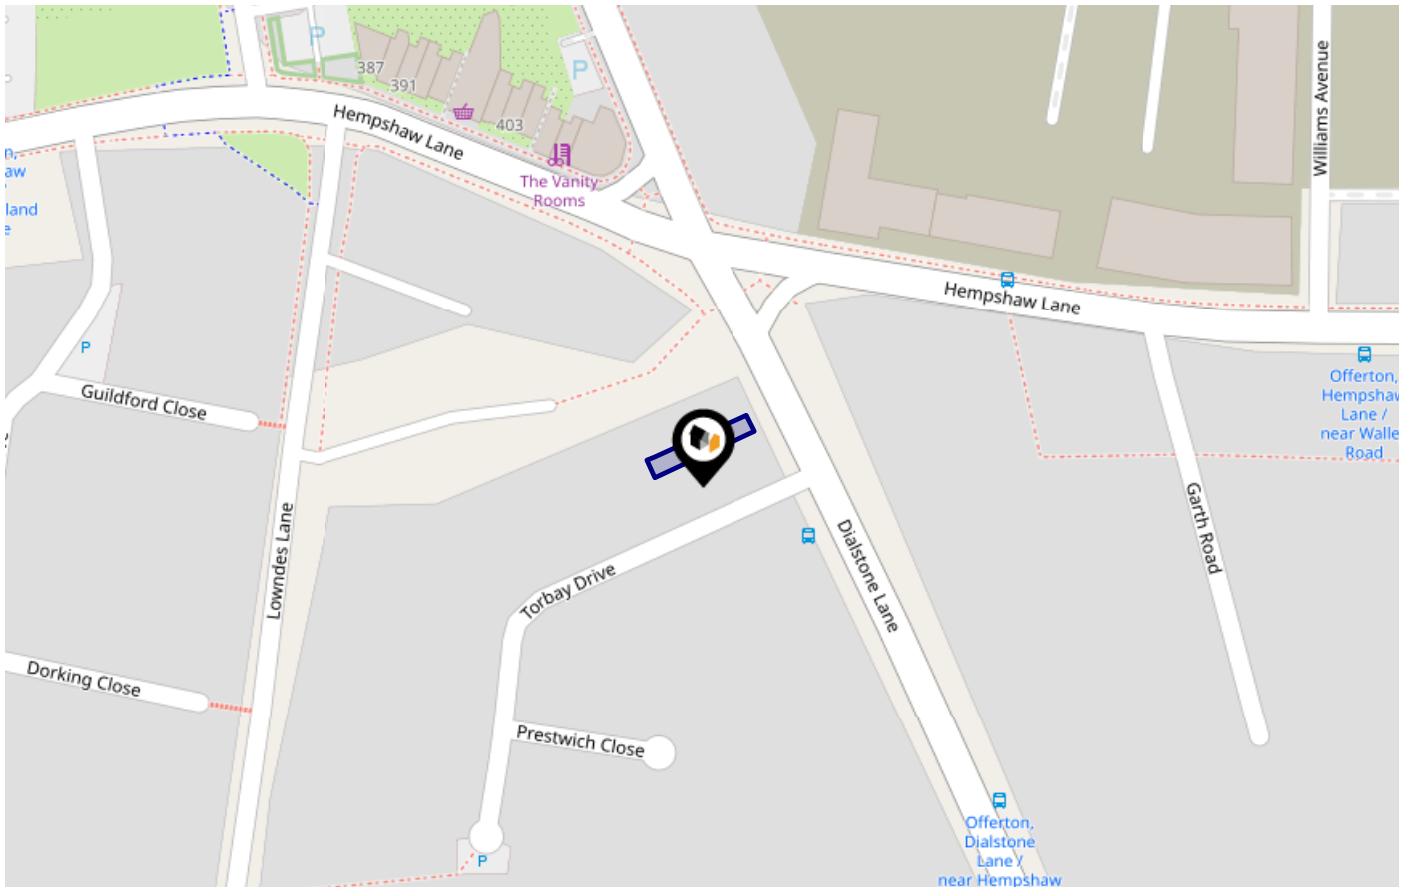 P
P
387
391
403
Hempshaw Lane
The Vanity
Rooms
Williams Avenue
n,
aw
land
e
Hempshaw Lane
P
Guildford Close
Offerton,
Hempshaw
Lane /
near Walle
Road
Lowndes Lane
Garth Road
Dialstone Lane
Torbay Drive
Dorking Close
Prestwich Close
P
Offerton,
Dialstone
Lane /
near Hempshaw